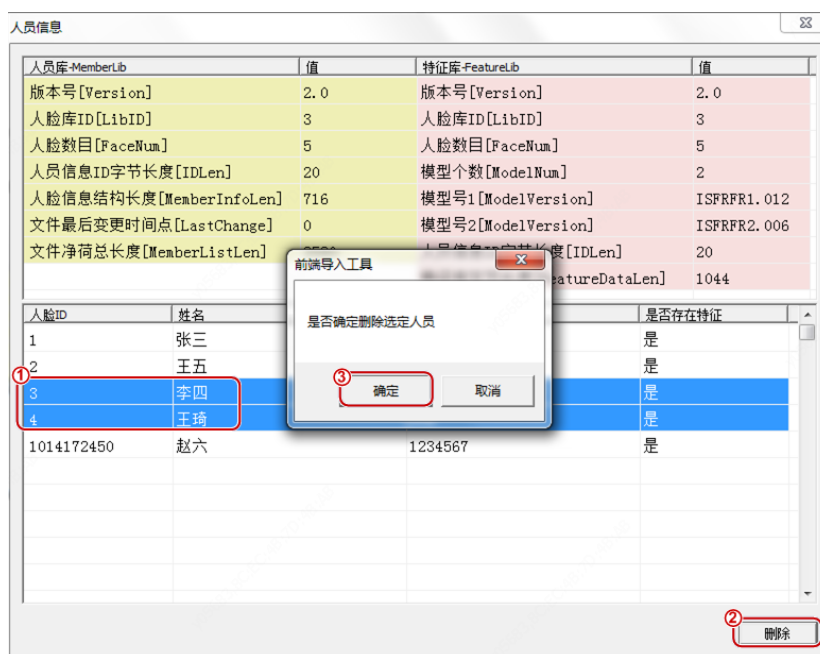 人员信息
人员库-MemberLib 值 特征库-FeatureLib 值
版本号[Version] 2.0 版本号[Version] 2.0
人脸库ID[LibID] 3 人脸库ID[LibID] 3
人脸数目[FaceNum] 5 人脸数目[FaceNum] 5
人员信息ID字节长度[IDLen] 20 模型个数[ModelNum] 2
人脸信息结构长度[MemberInfoLen] 716 模型号1[ModelVersion] ISFRFR1.012
文件最后变更时间点[LastChange] 0 模型号2[ModelVersion] ISFRFR2.006
文件净荷总长度[MemberListLen] 度[IDLen] 20
前端导入工具
eatureDataLen] 1044
人脸ID 姓名 是否存在特征
是否确定删除选定人员
1 张三 是
2 王五 是
① 3 李四 是
③ 确定 取消
4 王琦 是
1014172450 赵六 1234567 是
② 删除